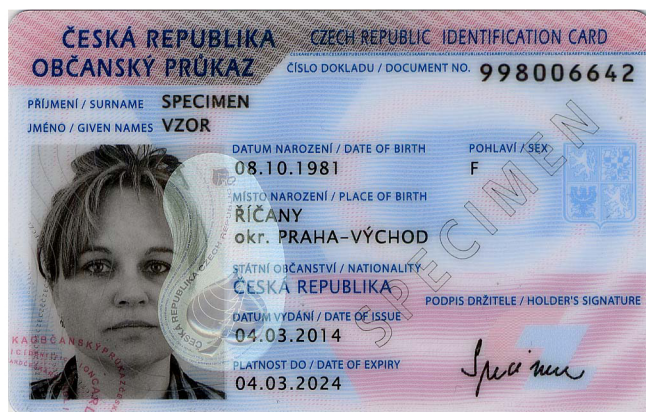 ČESKÁ REPUBLIKA CZECH REPUBLIC IDENTIFICATION CARD
OBČANSKÝ PRŮKAZ ČÍSLO DOKLADU / DOCUMENT NO. 998006642
PŘÍJMENÍ / SURNAME SPECIMEN
JMÉNO / GIVEN NAMES VZOR
DATUM NAROZENÍ / DATE OF BIRTH POHLAVÍ / SEX
08.10.1981 F
MÍSTO NAROZENÍ / PLACE OF BIRTH
ŘÍČANY
okr. PRAHA-VÝCHOD
STÁTNÍ OBČANSTVÍ / NATIONALITY
ČESKÁ REPUBLIKA
PODPIS DRŽITELE / HOLDER'S SIGNATURE
DATUM VYDÁNÍ / DATE OF ISSUE
04.03.2014
PLATNOST DO / DATE OF EXPIRY
04.03.2024
Specimen
SPECIMEN
ČESKÁ REPUBLIKA CZECH